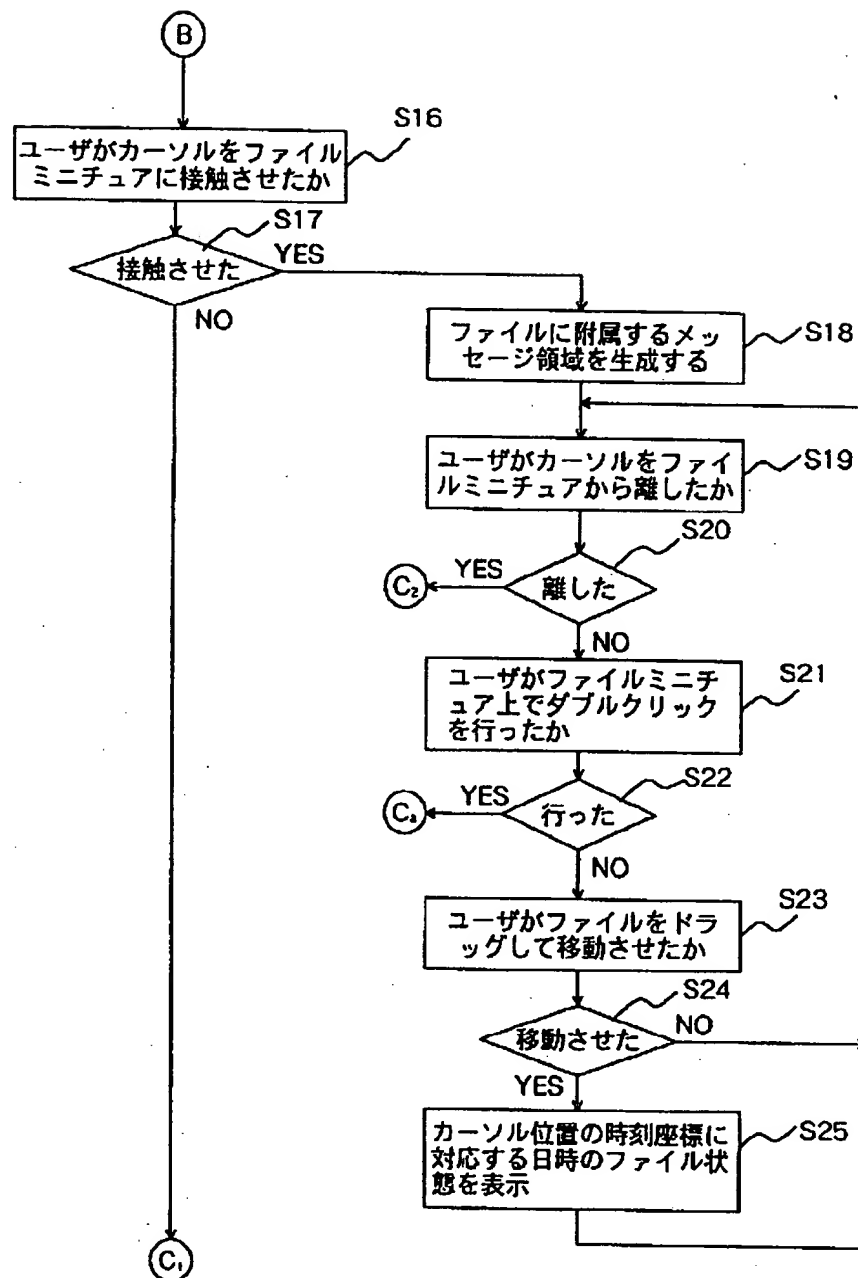 B
S16
ユーザがカーソルをファイル
ミニチュアに接触させたか
S17
接触させた
YES
NO
S18
ファイルに附属するメッ
セージ領域を生成する
S19
ユーザがカーソルをファイ
ルミニチュアから離したか
S20
離した
YES
C₂
NO
S21
ユーザがファイルミニチ
ュア上でダブルクリック
を行ったか
S22
行った
YES
C₃
NO
S23
ユーザがファイルをドラ
ッグして移動させたか
S24
移動させた
NO
YES
S25
カーソル位置の時刻座標に
対応する日時のファイル状
態を表示
C₁